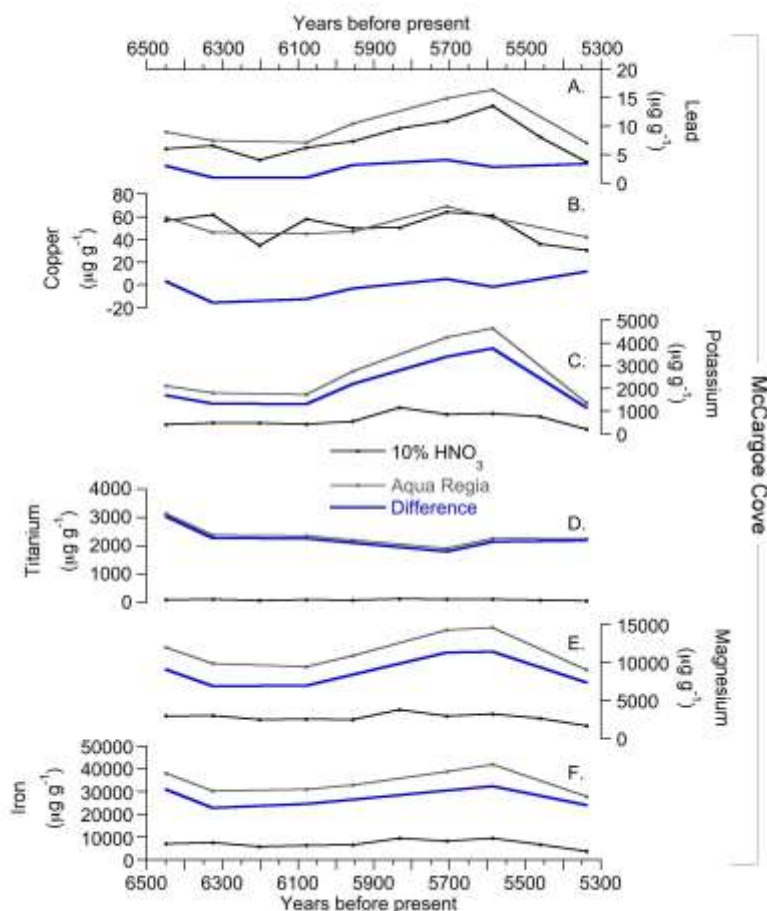 Years before present
6500 6300 6100 5900 5700 5500 5300
A.
20
15
10
5
0
Lead
(µg g⁻¹)
B.
80
60
40
20
0
-20
Copper
(µg g⁻¹)
C.
5000
4000
3000
2000
1000
0
Potassium
(µg g⁻¹)
10% HNO₃
Aqua Regia
Difference
D.
4000
3000
2000
1000
0
Titanium
(µg g⁻¹)
E.
15000
10000
5000
0
Magnesium
(µg g⁻¹)
F.
50000
40000
30000
20000
10000
0
Iron
(µg g⁻¹)
6500 6300 6100 5900 5700 5500 5300
Years before present
McCargoe Cove